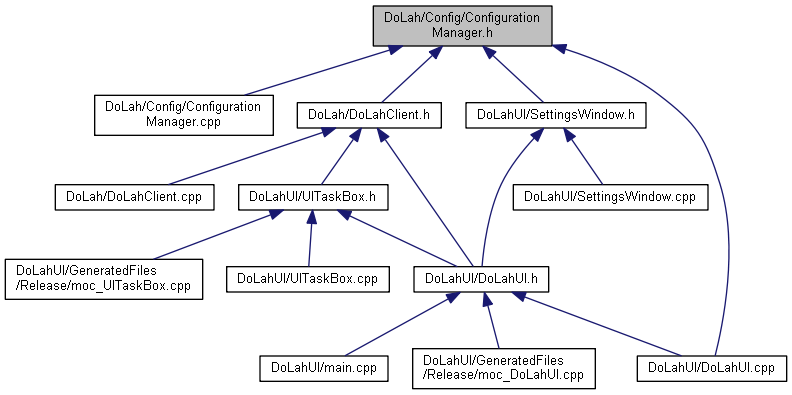 DoLah/Config/Configuration
Manager.h
DoLah/Config/Configuration
Manager.cpp
DoLah/DoLahClient.h
DoLahUI/SettingsWindow.h
DoLah/DoLahClient.cpp
DoLahUI/UITaskBox.h
DoLahUI/SettingsWindow.cpp
DoLahUI/GeneratedFiles
/Release/moc_UITaskBox.cpp
DoLahUI/UITaskBox.cpp
DoLahUI/DoLahUI.h
DoLahUI/main.cpp
DoLahUI/GeneratedFiles
/Release/moc_DoLahUI.cpp
DoLahUI/DoLahUI.cpp